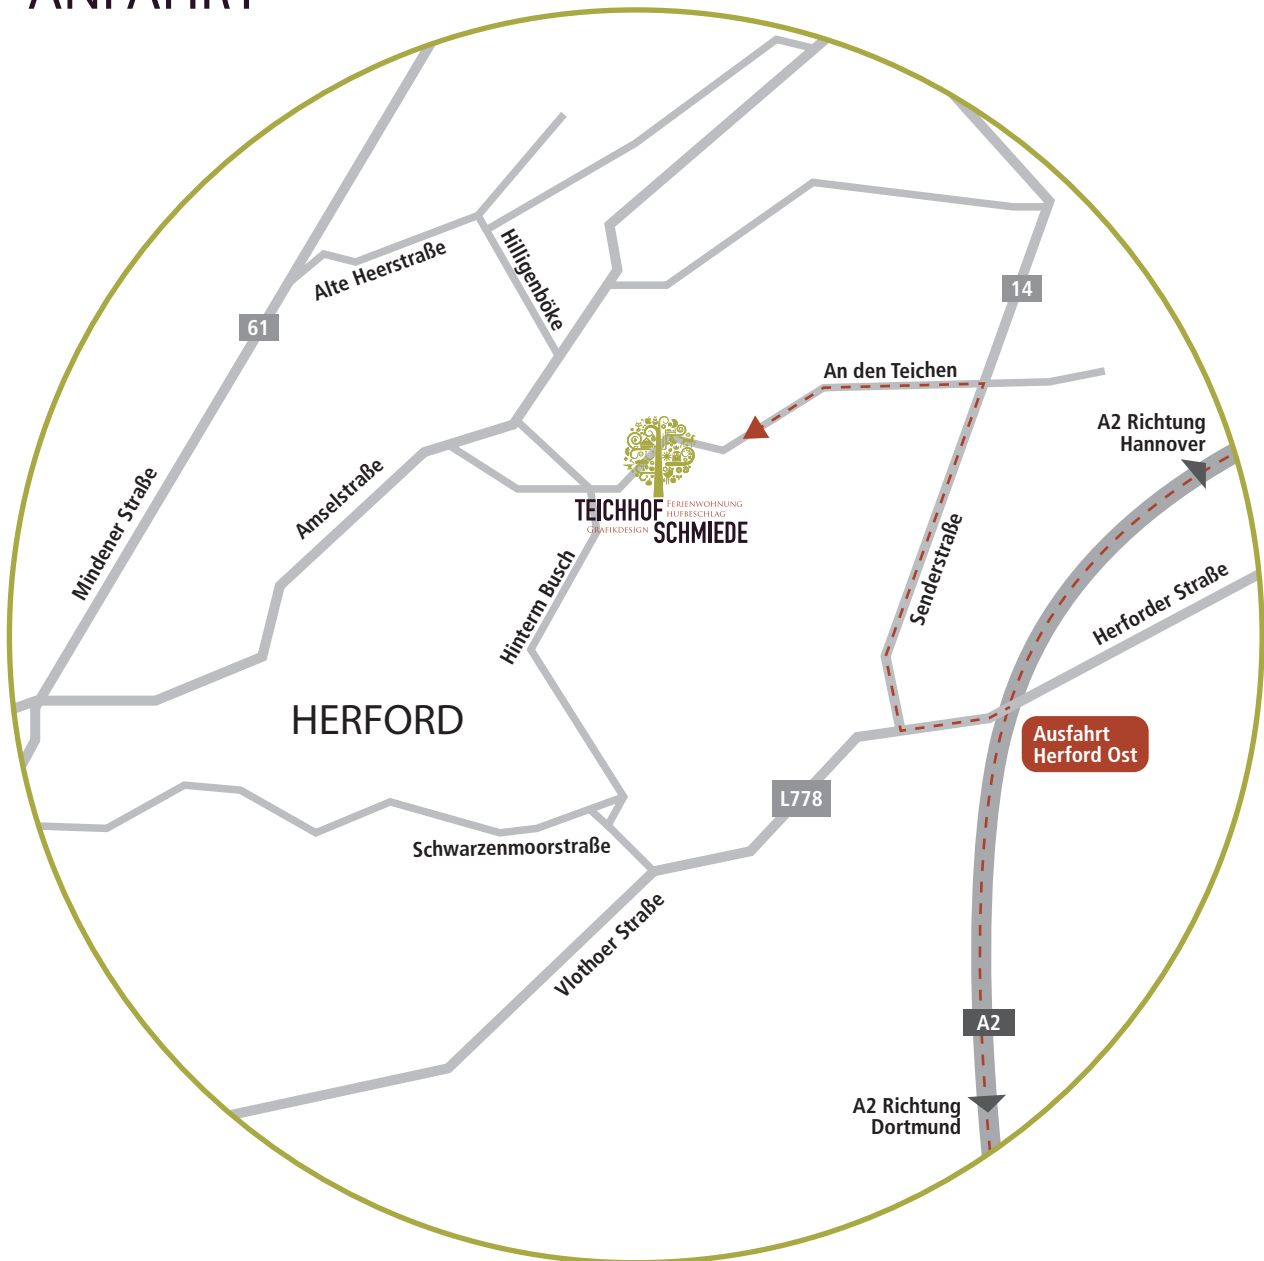 ANFAHRT
Alte Heerstraße
Hilligenböke
61
14
An den Teichen
A2 Richtung
Hannover
Mindener Straße
Amselstraße
TEICHHOF
SCHMIEDE
FERIENWOHNUNG
HUFBESCHLAG
GRAFIKDESIGN
Hinterm Busch
Senderstraße
Herforder Straße
HERFORD
Ausfahrt
Herford Ost
L778
Schwarzenmoorstraße
Vlothoer Straße
A2
A2 Richtung
Dortmund